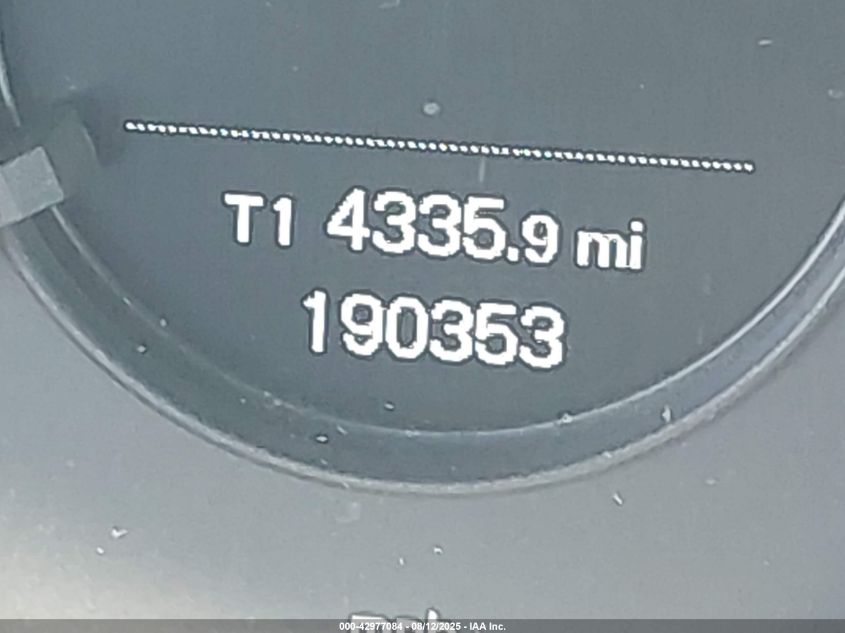 T1 4335.9 mi
190353
000-42977084 - 08/12/2025 - IAA Inc.